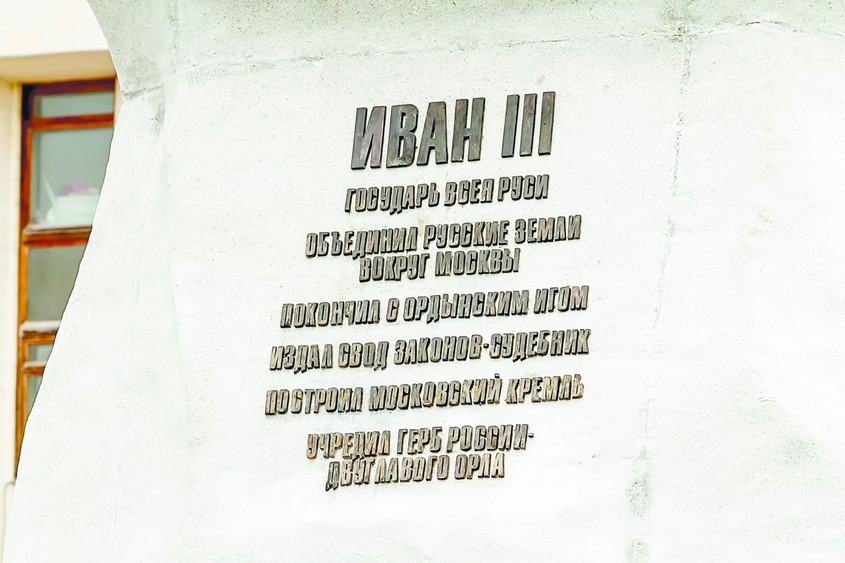 ИВАН III
ГОСУДАРЬ ВСЕЯ РУСИ
ОБЪЕДИНИЛ РУССКИЕ ЗЕМЛИ
ВОКРУГ МОСКВЫ
ПОКОНЧИЛ С ОРДЫНСКИМ ИГОМ
ИЗДАЛ СВОД ЗАКОНОВ-СУДЕБНИК
ПОСТРОИЛ МОСКОВСКИЙ КРЕМЛЬ
УЧРЕДИЛ ГЕРБ РОССИИ-
ДВУГЛАВОГО ОРЛА